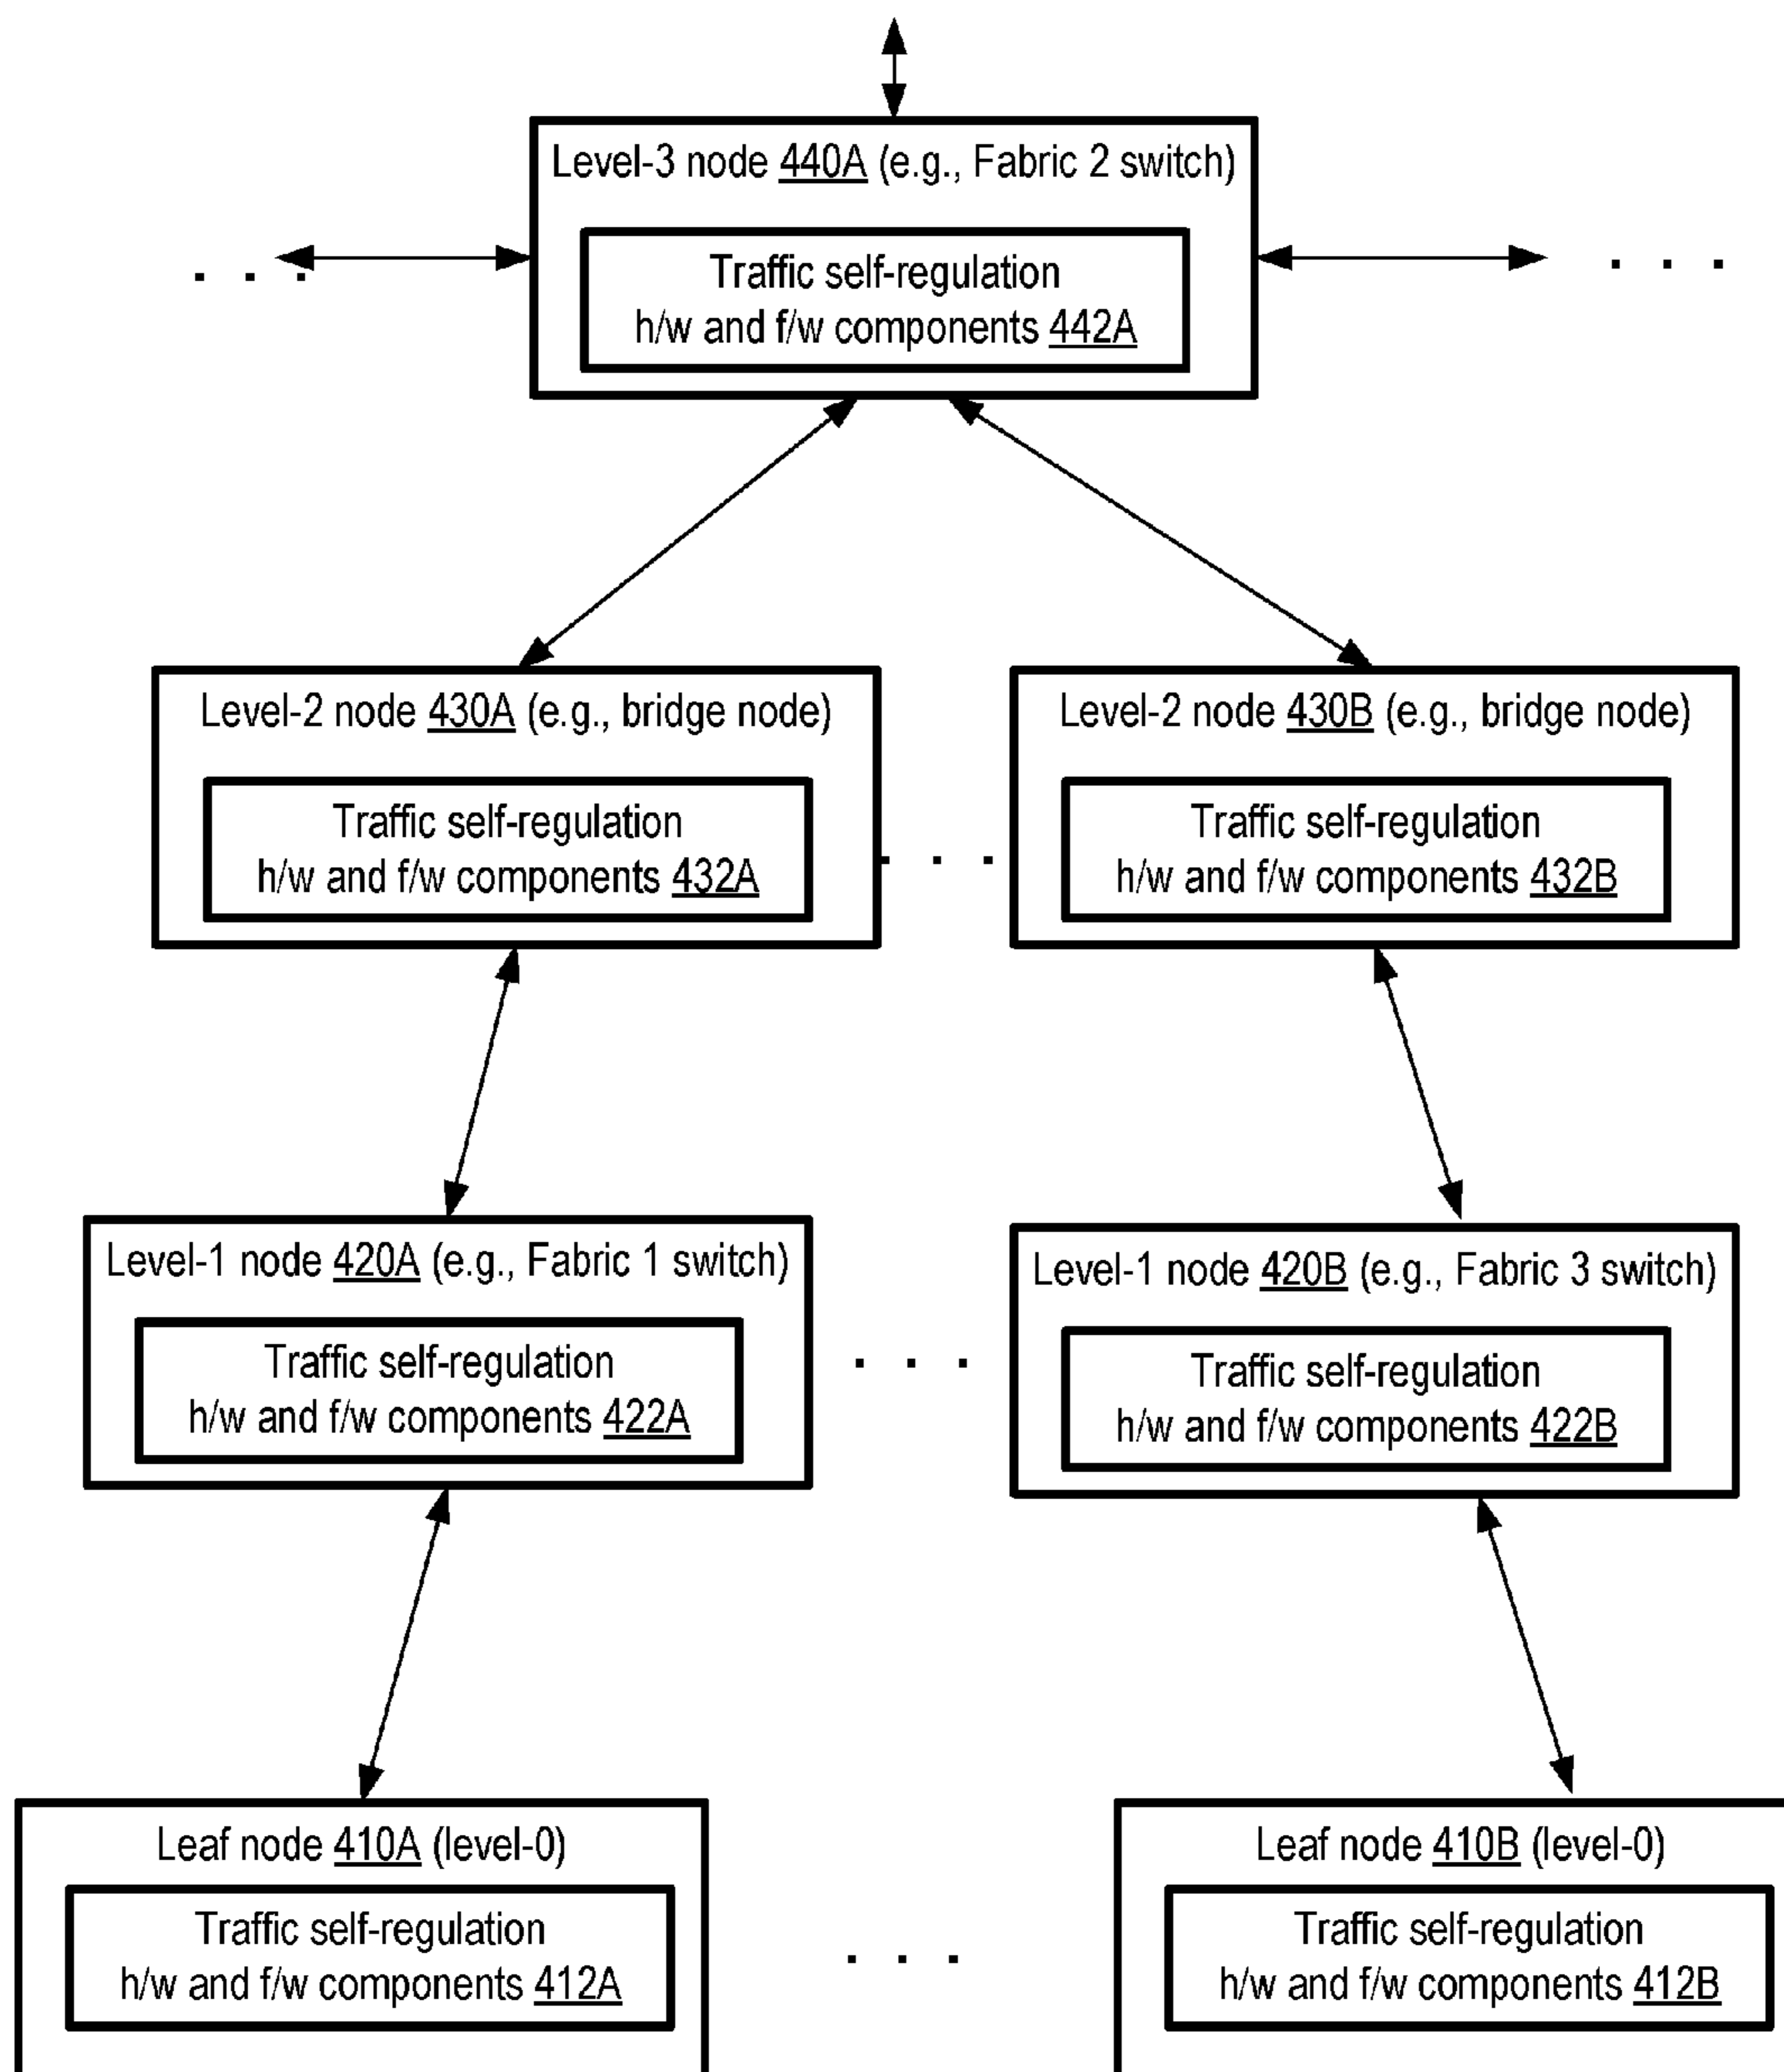 Level-3 node 440A (e.g., Fabric 2 switch)
Traffic self-regulation
h/w and f/w components 442A
. . .
. . .
Level-2 node 430A (e.g., bridge node)
Traffic self-regulation
h/w and f/w components 432A
. . .
Level-2 node 430B (e.g., bridge node)
Traffic self-regulation
h/w and f/w components 432B
Level-1 node 420A (e.g., Fabric 1 switch)
Traffic self-regulation
h/w and f/w components 422A
. . .
Level-1 node 420B (e.g., Fabric 3 switch)
Traffic self-regulation
h/w and f/w components 422B
Leaf node 410A (level-0)
Traffic self-regulation
h/w and f/w components 412A
. . .
Leaf node 410B (level-0)
Traffic self-regulation
h/w and f/w components 412B